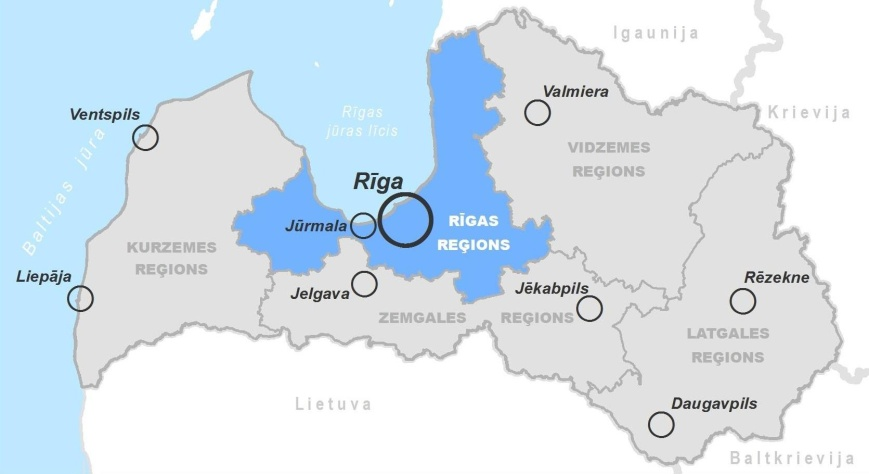 Igaunija
Ventspils
Valmiera
Krievija
Rīgas
jūras līcis
Baltijas jūra
VIDZEMES
REĢIONS
Rīga
Jūrmala
RĪGAS
REĢIONS
KURZEMES
REĢIONS
Liepāja
Jelgava
Jēkabpils
Rēzekne
ZEMGALES
REĢIONS
LATGALES
REĢIONS
Lietuva
Daugavpils
Baltkrievija